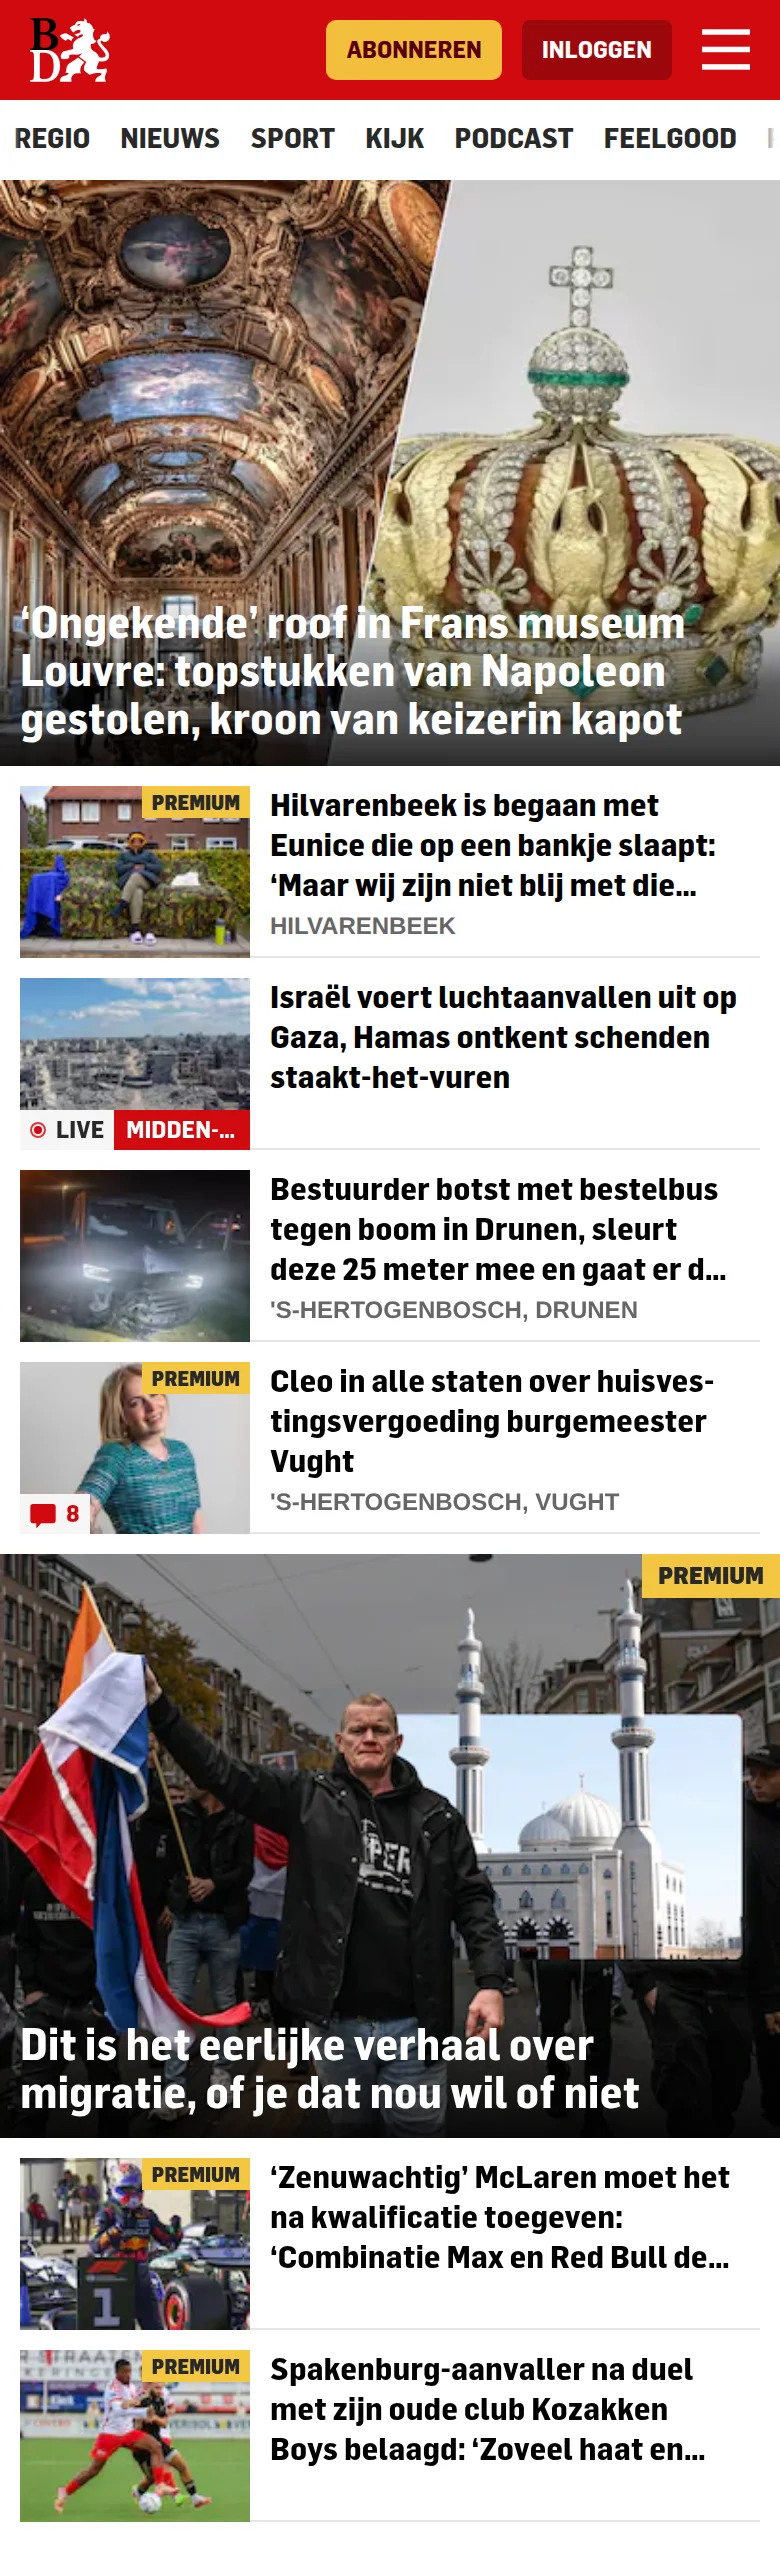 BD
ABONNEREN
INLOGGEN
REGIO NIEUWS SPORT KIJK PODCAST FEELGOOD
‘Ongekende’ roof in Frans museum
Louvre: topstukken van Napoleon
gestolen, kroon van keizerin kapot
PREMIUM
Hilvarenbeek is begaan met
Eunice die op een bankje slaapt:
‘Maar wij zijn niet blij met die...
HILVARENBEEK
Israël voert luchtaanvallen uit op
Gaza, Hamas ontkent schenden
staakt-het-vuren
LIVE MIDDEN-...
Bestuurder botst met bestelbus
tegen boom in Drunen, sleurt
deze 25 meter mee en gaat er d...
'S-HERTOGENBOSCH, DRUNEN
PREMIUM
8
Cleo in alle staten over huisves-
tingsvergoeding burgemeester
Vught
'S-HERTOGENBOSCH, VUGHT
PREMIUM
Dit is het eerlijke verhaal over
migratie, of je dat nou wil of niet
PREMIUM
1
‘Zenuwachtig’ McLaren moet het
na kwalificatie toegeven:
‘Combinatie Max en Red Bull de...
PREMIUM
Spakenburg-aanvaller na duel
met zijn oude club Kozakken
Boys belaagd: ‘Zoveel haat en...